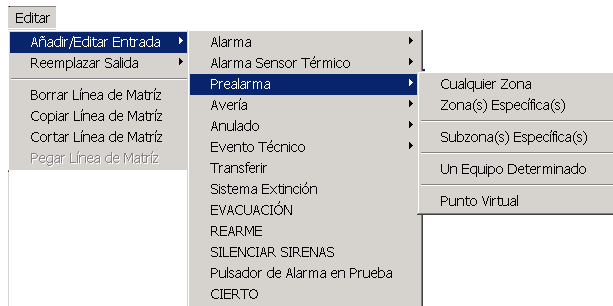 Editar
Añadir/Editar Entrada
Reemplazar Salida
Borrar Línea de Matríz
Copiar Línea de Matríz
Cortar Línea de Matríz
Pegar Línea de Matríz
Alarma
Alarma Sensor Térmico
Prealarma
Avería
Anulado
Evento Técnico
Transferir
Sistema Extinción
EVACUACIÓN
REARME
SILENCIAR SIRENAS
Pulsador de Alarma en Prueba
CIERTO
Cualquier Zona
Zona(s) Específica(s)
Subzona(s) Específica(s)
Un Equipo Determinado
Punto Virtual